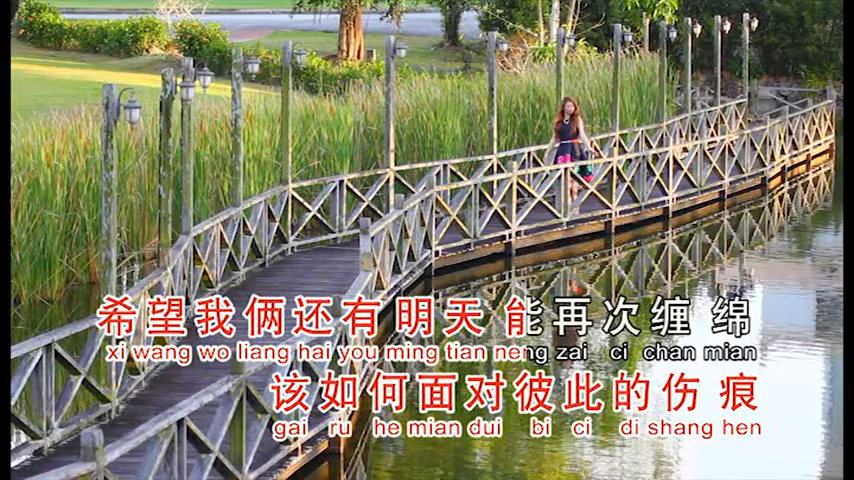 希望我俩还有明天 能再次缠 绵
xi wang wo liang hai you ming tian neng zai ci chan mian
该如何面对彼此的伤 痕
gai ru he mian dui bi ci di shang hen